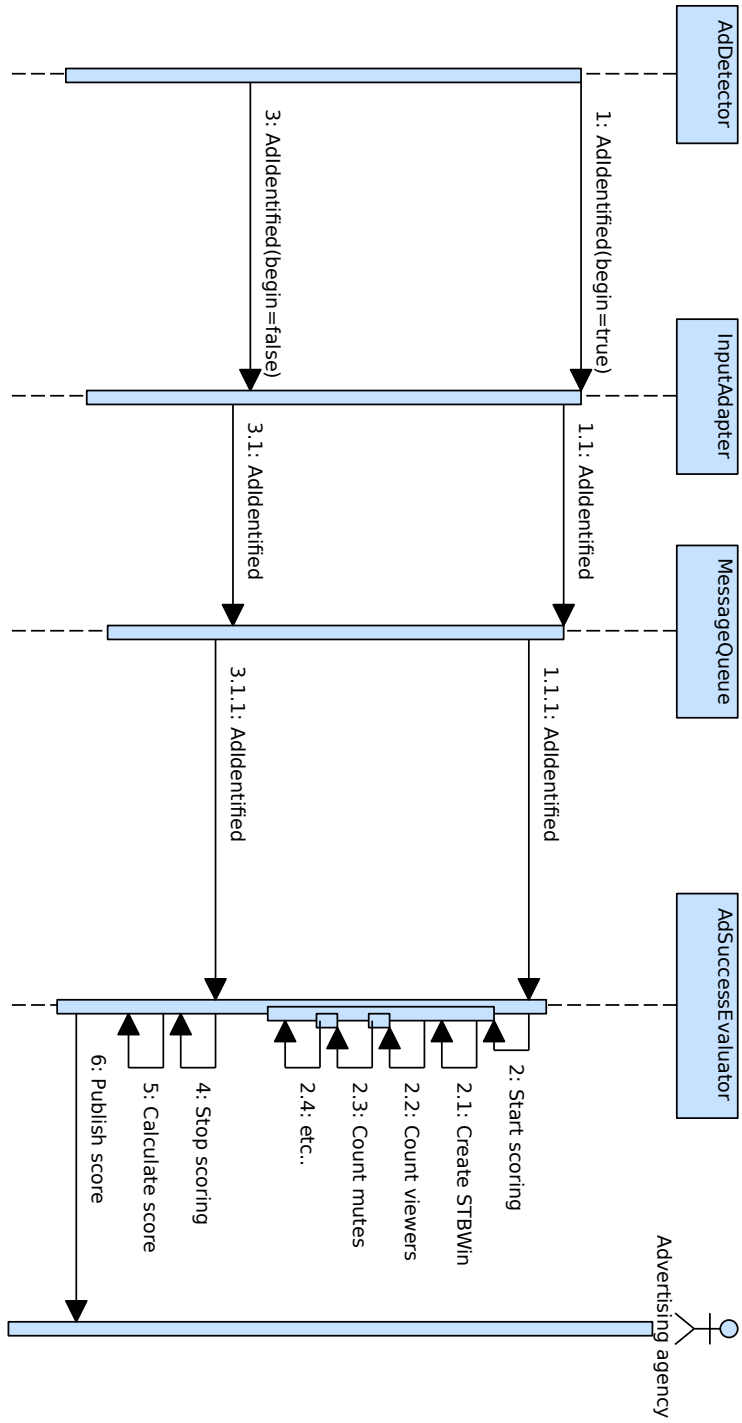 AdDetector
InputAdapter
MessageQueue
AdSuccessEvaluator
Advertising agency
1: AdIdentified(begin=true)
1.1: AdIdentified
1.1.1: AdIdentified
2: Start scoring
2.1: Create STBWin
2.2: Count viewers
2.3: Count mutes
2.4: etc..
3: AdIdentified(begin=false)
3.1: AdIdentified
3.1.1: AdIdentified
4: Stop scoring
5: Calculate score
6: Publish score